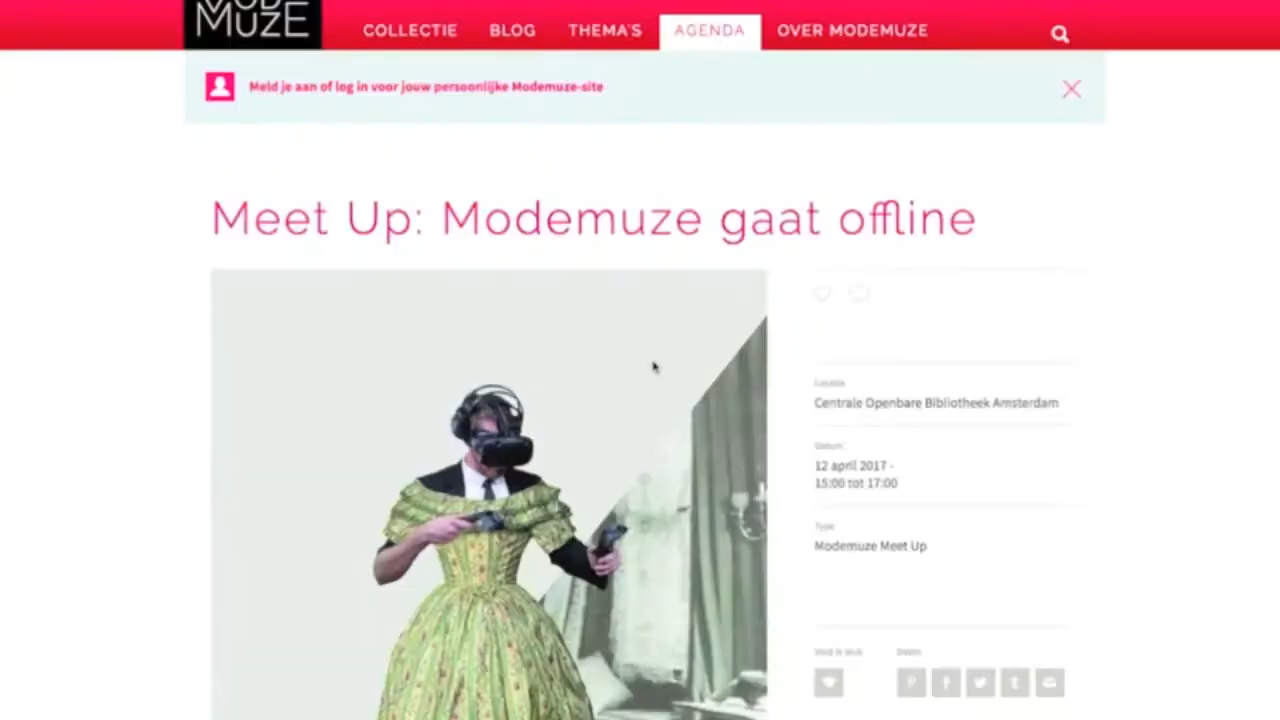 MOD
MUZE
COLLECTIE
BLOG
THEMA'S
AGENDA
OVER MODEMUZE
Meld je aan of log in voor jouw persoonlijke Modemuze-site
Meet Up: Modemuze gaat offline
Locatie
Centrale Openbare Bibliotheek Amsterdam
Datum:
12 april 2017 -
15:00 tot 17:00
Type
Modemuze Meet Up
Delen